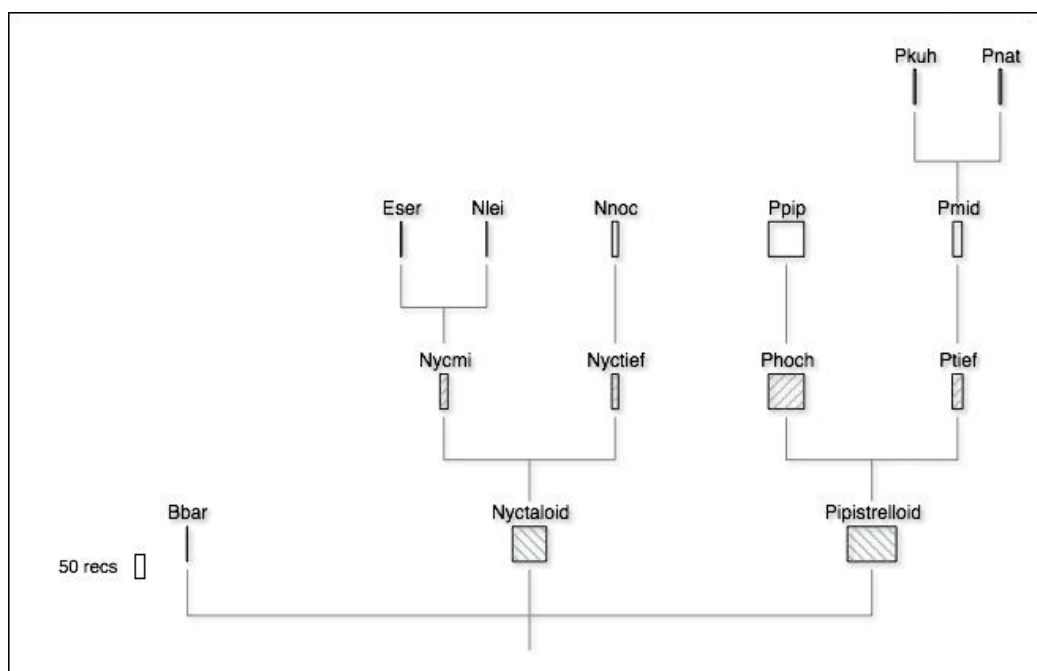 Pkuh Pnat
Eser Nlei Nnoc Ppip Pmid
Nycmi Nyctief Phoch Ptief
Bbar Nyctaloid Pipistrelloid
50 recs